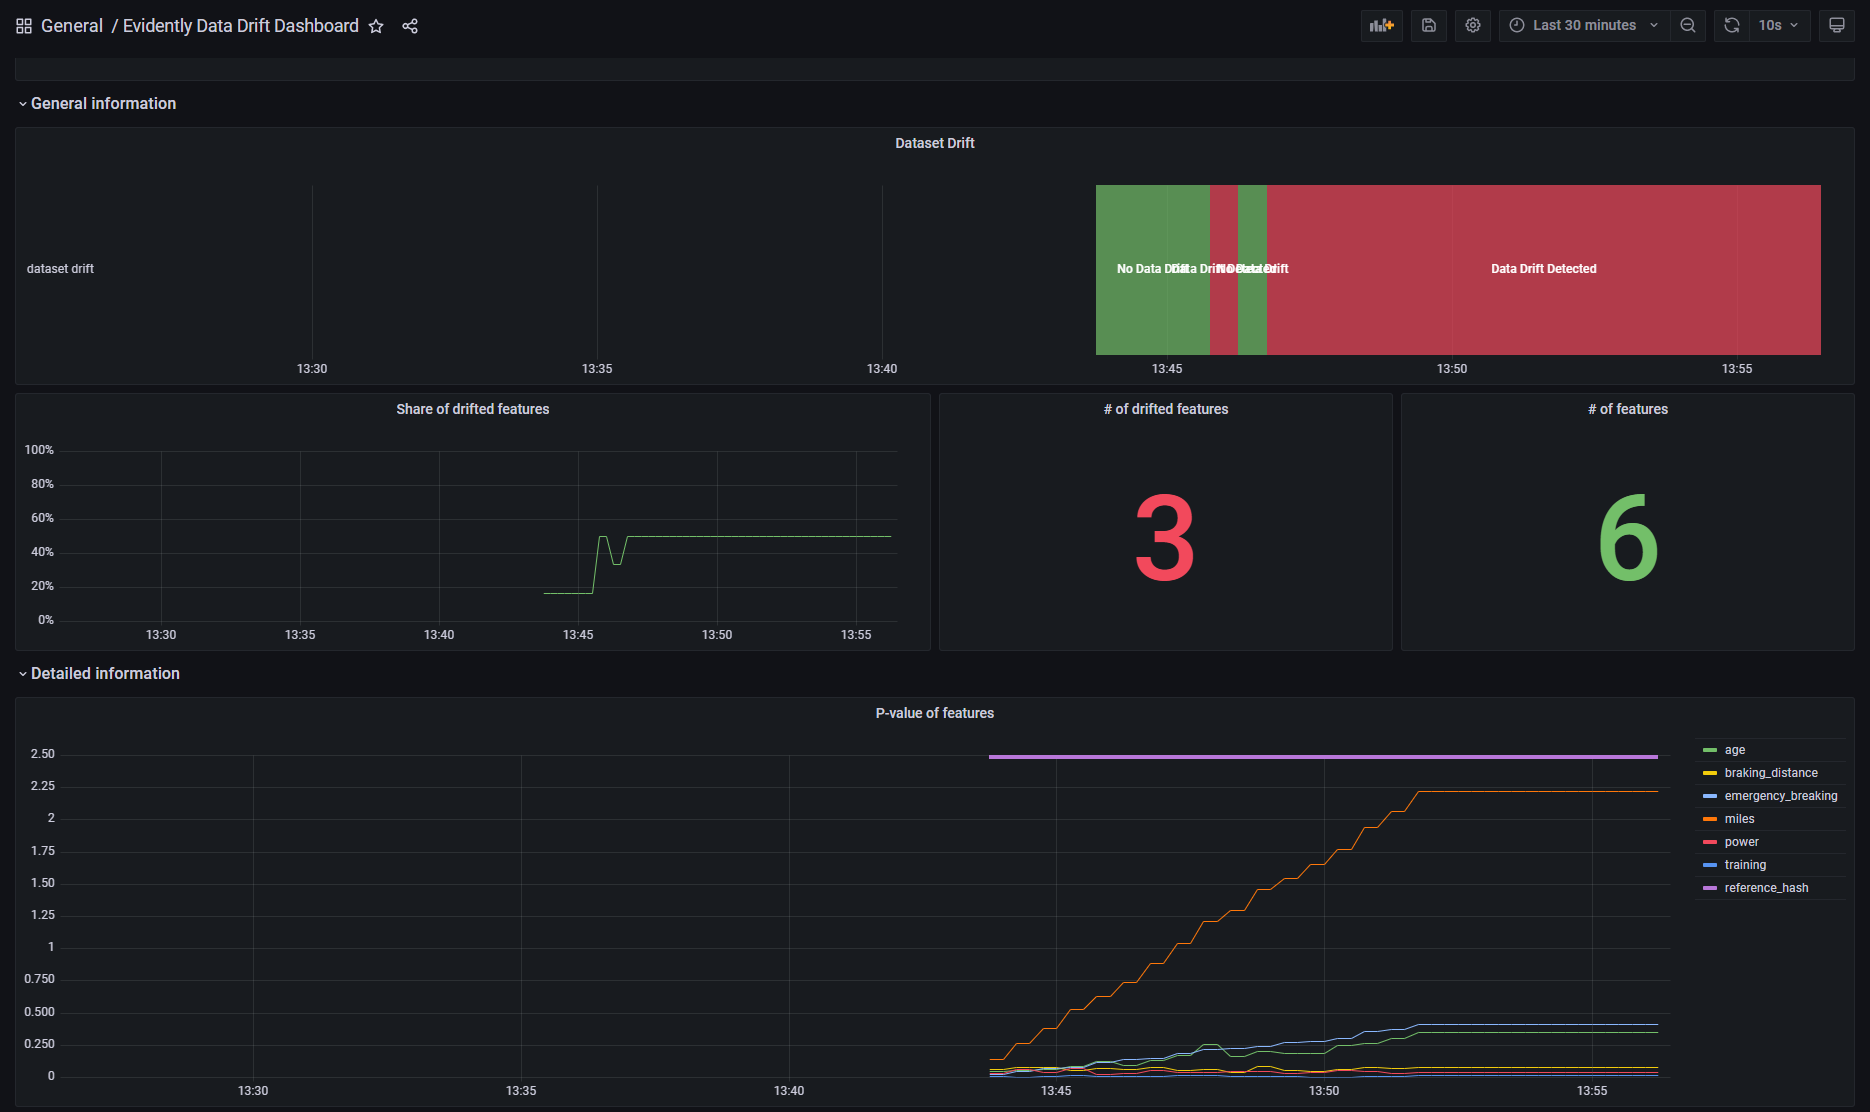 General / Evidently Data Drift Dashboard
Last 30 minutes
10s
General information
Dataset Drift
dataset drift
No Data Drift
Data Drift Detected
No Data Drift
Data Drift Detected
13:30 13:35 13:40 13:45 13:50 13:55
Share of drifted features
100%
80%
60%
40%
20%
0%
13:30 13:35 13:40 13:45 13:50 13:55
# of drifted features
3
# of features
6
Detailed information
P-value of features
2.50
2.25
2
1.75
1.50
1.25
1
0.750
0.500
0.250
0
13:30 13:35 13:40 13:45 13:50 13:55
age
braking_distance
emergency_breaking
miles
power
training
reference_hash